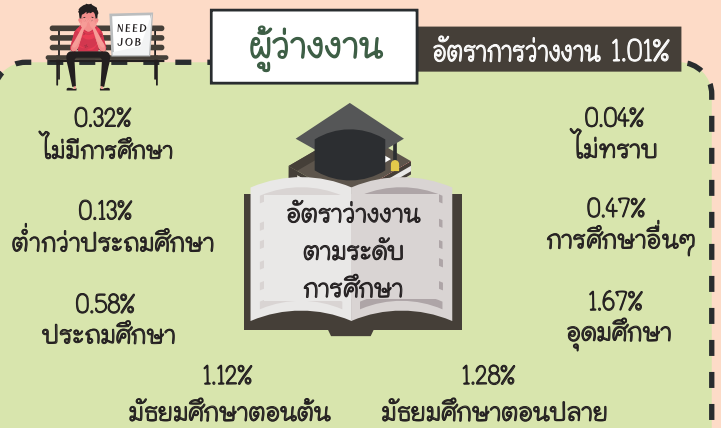 NEED
JOB
ผู้ว่างงาน
อัตราการว่างงาน 1.01%
0.32%
ไม่มีการศึกษา
0.13%
ต่ำกว่าประถมศึกษา
0.58%
ประถมศึกษา
อัตราว่างงาน
ตามระดับ
การศึกษา
0.04%
ไม่ทราบ
0.47%
การศึกษาอื่นๆ
1.67%
อุดมศึกษา
1.12%
มัธยมศึกษาตอนต้น
1.28%
มัธยมศึกษาตอนปลาย